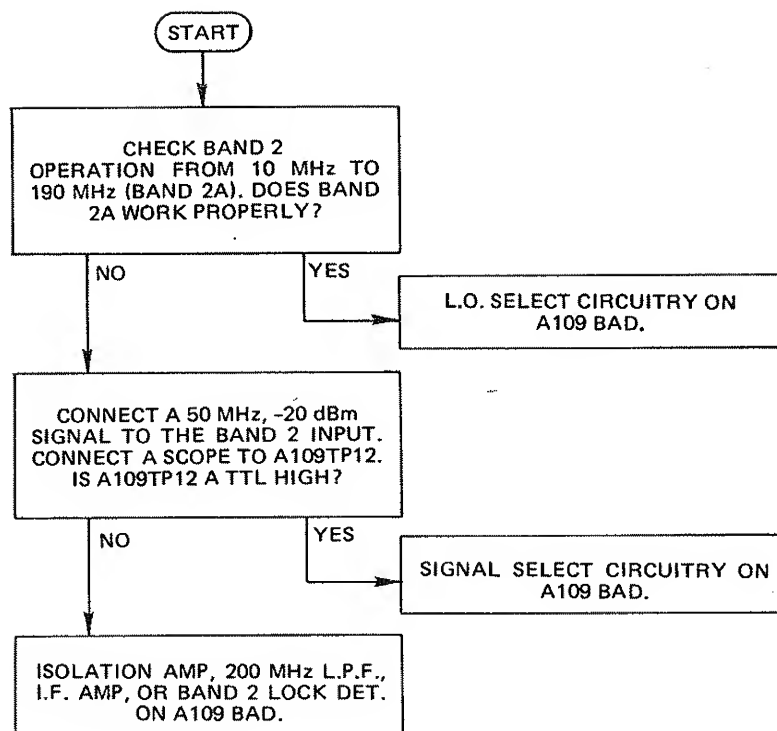 START
CHECK BAND 2
OPERATION FROM 10 MHz TO
190 MHz (BAND 2A). DOES BAND
2A WORK PROPERLY?
NO
YES
L.O. SELECT CIRCUITRY ON
A109 BAD.
CONNECT A 50 MHz, –20 dBm
SIGNAL TO THE BAND 2 INPUT.
CONNECT A SCOPE TO A109TP12.
IS A109TP12 A TTL HIGH?
NO
YES
SIGNAL SELECT CIRCUITRY ON
A109 BAD.
ISOLATION AMP, 200 MHz L.P.F.,
I.F. AMP, OR BAND 2 LOCK DET.
ON A109 BAD.